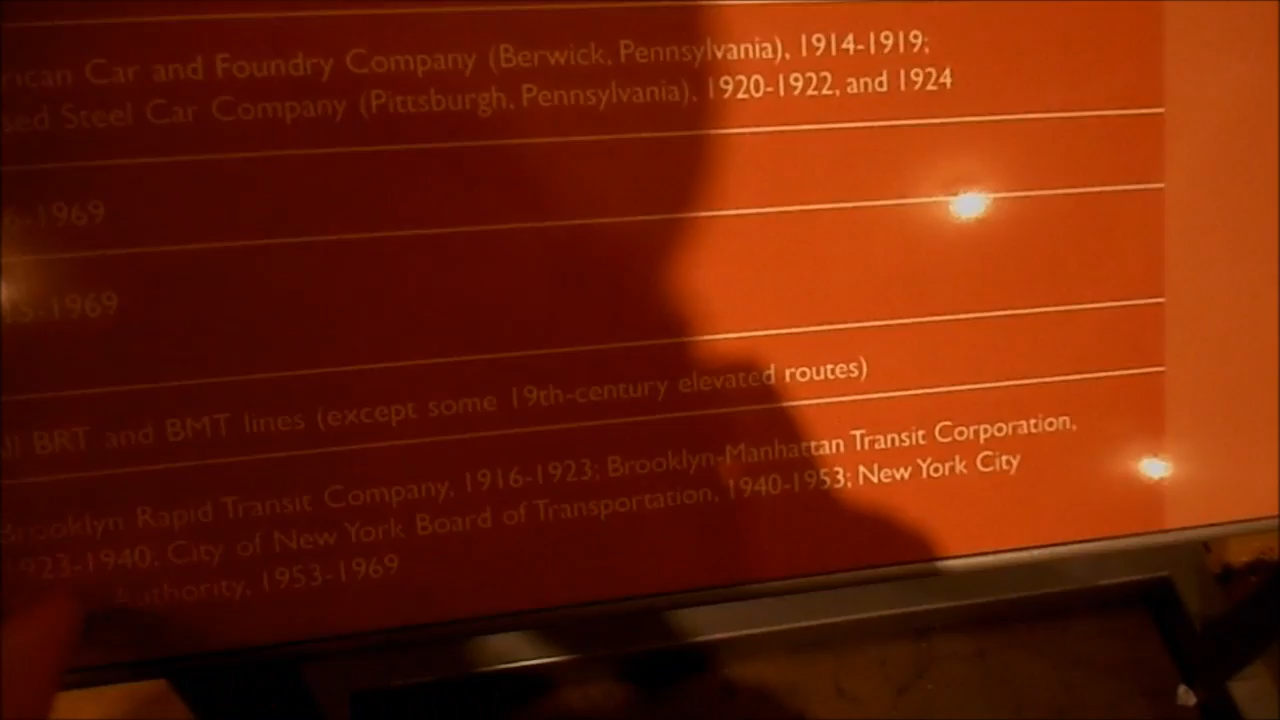 rican Car and Foundry Company (Berwick, Pennsylvania), 1914-1919;
sed Steel Car Company (Pittsburgh, Pennsylvania), 1920-1922, and 1924
-1969
-1969
BRT and BMT lines (except some 19th-century elevated routes)
Brooklyn Rapid Transit Company, 1916-1923; Brooklyn-Manhattan Transit Corporation,
1923-1940; City of New York Board of Transportation, 1940-1953; New York City
Authority, 1953-1969